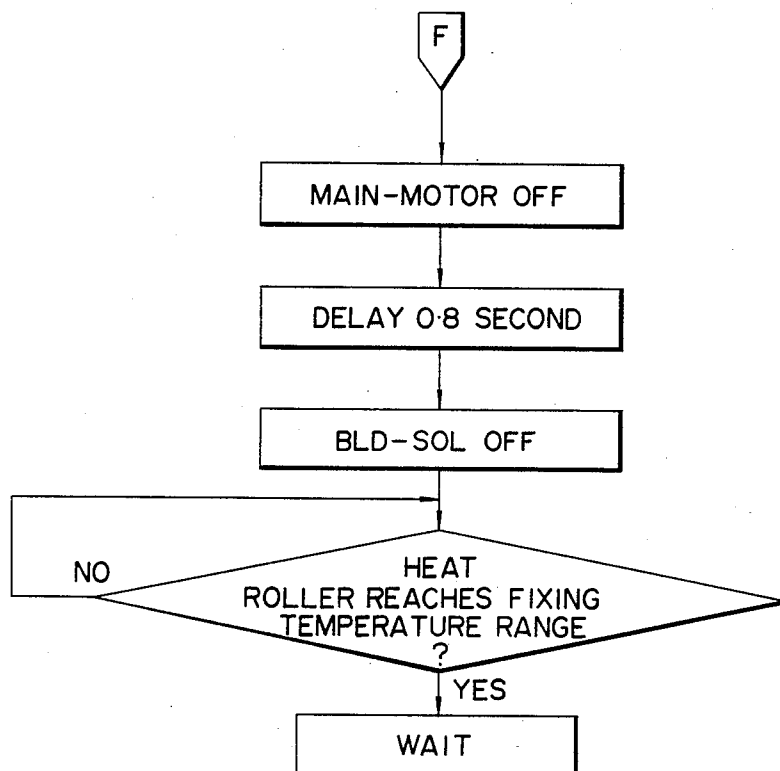 F
MAIN-MOTOR OFF
DELAY 0.8 SECOND
BLD-SOL OFF
HEAT
ROLLER REACHES FIXING
TEMPERATURE RANGE
?
NO
YES
WAIT